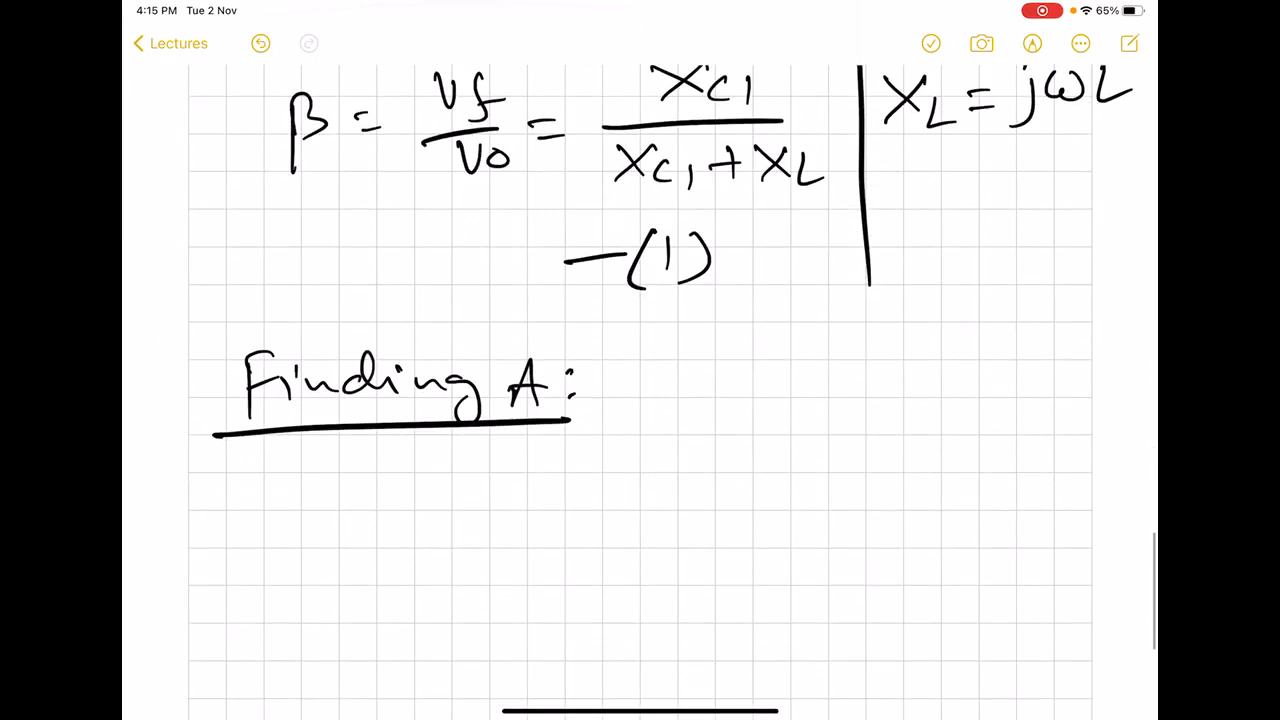 4:15 PM Tue 2 Nov
65%
Lectures
β = Vf/Vo = XC1/(XC1 + XL)
XL = jωL
—(1)
Finding A: